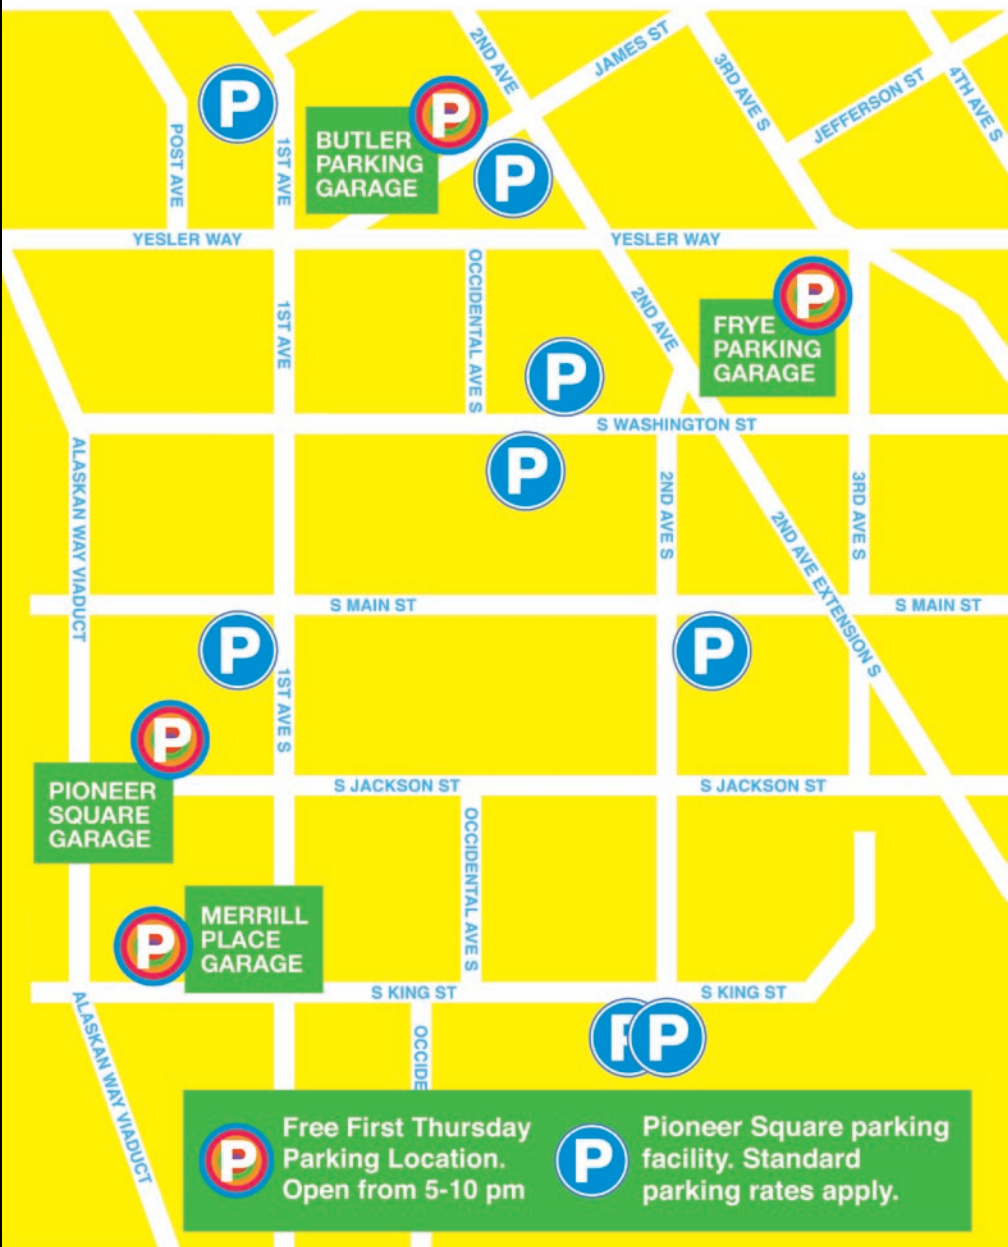 2ND AVE
JAMES ST
3RD AVE S
JEFFERSON ST
4TH AVE S
P
P
P
POST AVE
1ST AVE
BUTLER
PARKING
GARAGE
YESLER WAY
YESLER WAY
OCCIDENTAL AVE S
1ST AVE
2ND AVE
P
FRYE
PARKING
GARAGE
P
S WASHINGTON ST
P
ALASKAN WAY VIADUCT
2ND AVE S
3RD AVE S
2ND AVE EXTENSION S
S MAIN ST
S MAIN ST
P
P
1ST AVE S
P
PIONEER
SQUARE
GARAGE
S JACKSON ST
S JACKSON ST
OCCIDENTAL AVE S
MERRILL
PLACE
GARAGE
P
S KING ST
S KING ST
ALASKAN WAY VIADUCT
OCCIDE
P
P
P
Free First Thursday
Parking Location.
Open from 5-10 pm
P
Pioneer Square parking
facility. Standard
parking rates apply.